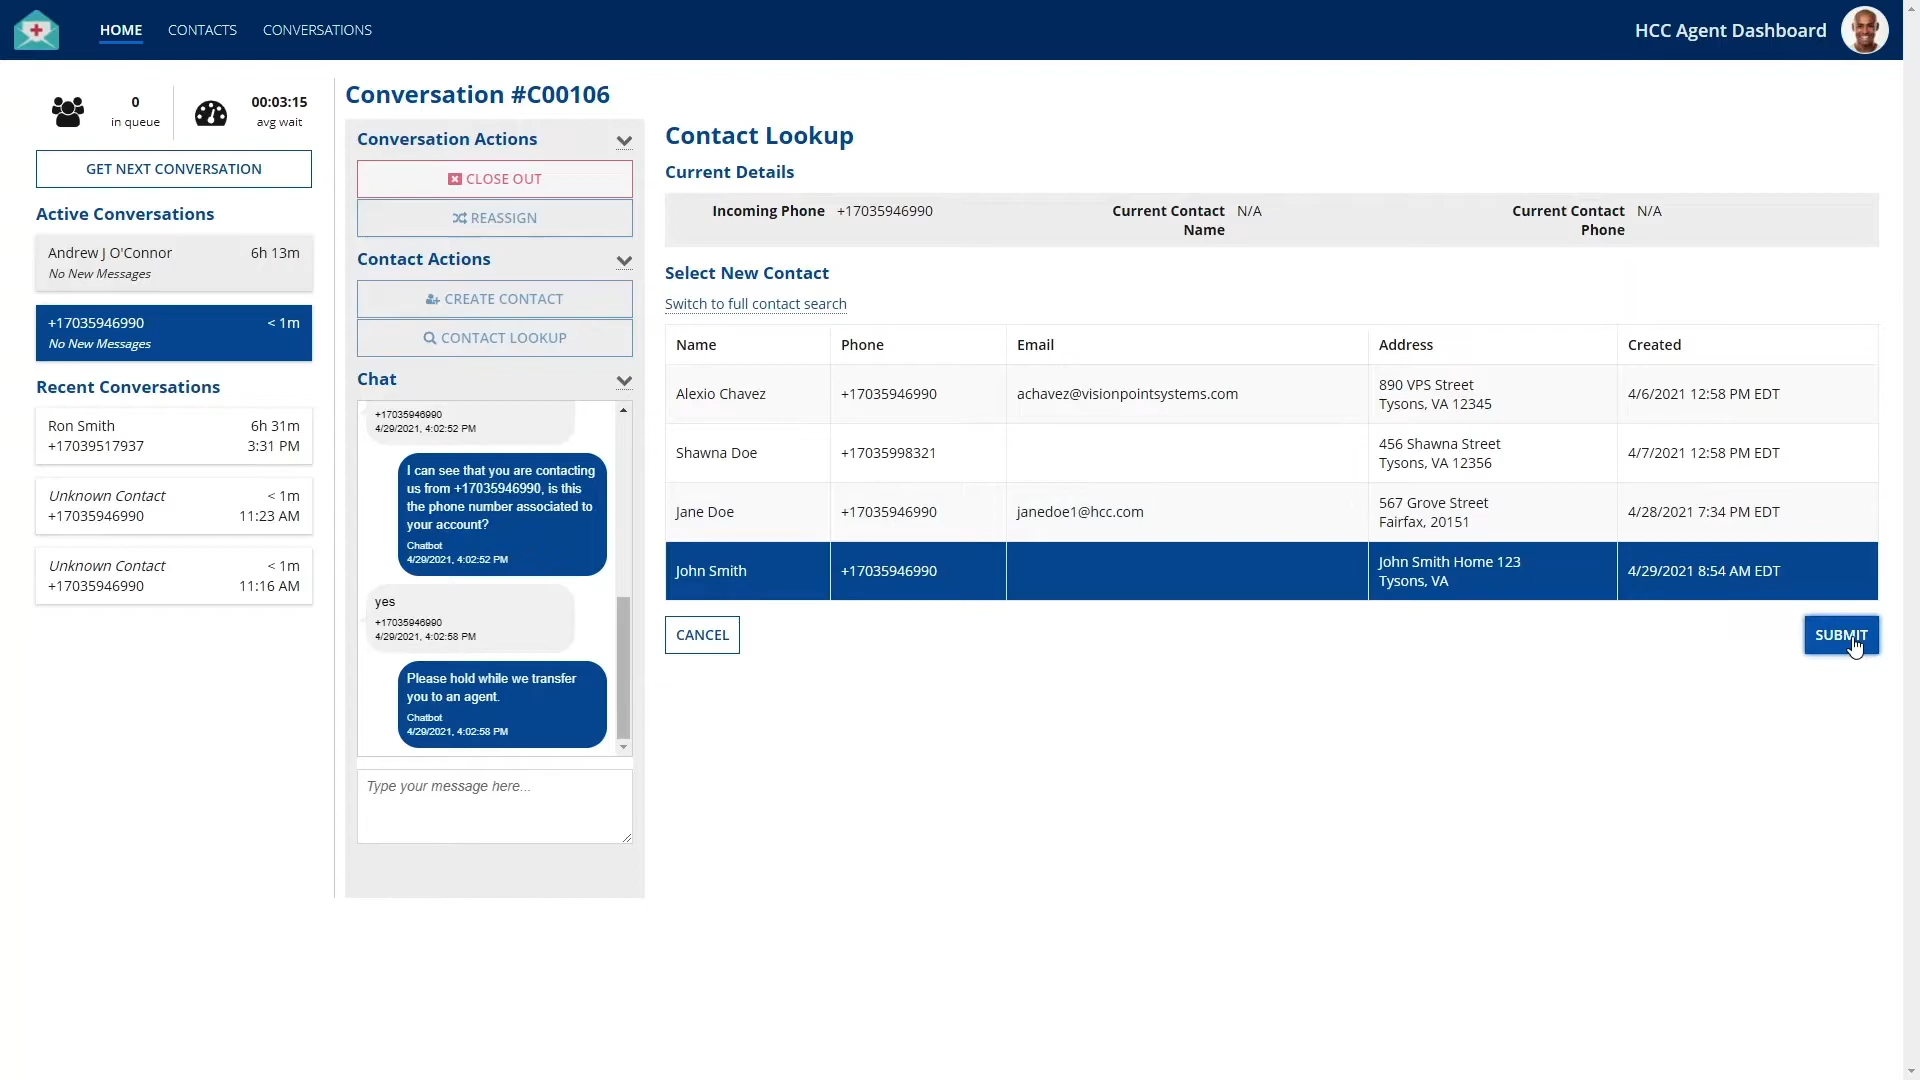 HOME CONTACTS CONVERSATIONS
HCC Agent Dashboard
0
in queue
00:03:15
avg wait
GET NEXT CONVERSATION
Active Conversations
Andrew J O'Connor 6h 13m
No New Messages
+17035946990 < 1m
No New Messages
Recent Conversations
Ron Smith 6h 31m
+17039517937 3:31 PM
Unknown Contact < 1m
+17035946990 11:23 AM
Unknown Contact < 1m
+17035946990 11:16 AM
Conversation #C00106
Conversation Actions
CLOSE OUT
REASSIGN
Contact Actions
CREATE CONTACT
CONTACT LOOKUP
Chat
+17035946990
4/29/2021, 4:02:52 PM
I can see that you are contacting
us from +17035946990, is this
the phone number associated to
your account?
Chatbot
4/29/2021, 4:02:52 PM
yes
+17035946990
4/29/2021, 4:02:58 PM
Please hold while we transfer
you to an agent.
Chatbot
4/29/2021, 4:02:58 PM
Type your message here...
Contact Lookup
Current Details
Incoming Phone +17035946990
Current Contact N/A
Name
Current Contact N/A
Phone
Select New Contact
Switch to full contact search
Name Phone Email Address Created
Alexio Chavez +17035946990 achavez@visionpointsystems.com 890 VPS Street
Tysons, VA 12345 4/6/2021 12:58 PM EDT
Shawna Doe +17035998321 456 Shawna Street
Tysons, VA 12356 4/7/2021 12:58 PM EDT
Jane Doe +17035946990 janedoe1@hcc.com 567 Grove Street
Fairfax, 20151 4/28/2021 7:34 PM EDT
John Smith +17035946990 John Smith Home 123
Tysons, VA 4/29/2021 8:54 AM EDT
CANCEL
SUBMIT